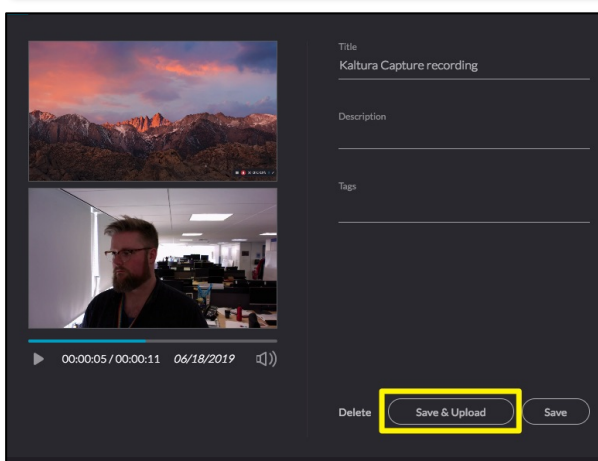 Title
Kaltura Capture recording
Description
Tags
00:00:05 / 00:00:11 06/18/2019
Delete Save & Upload Save